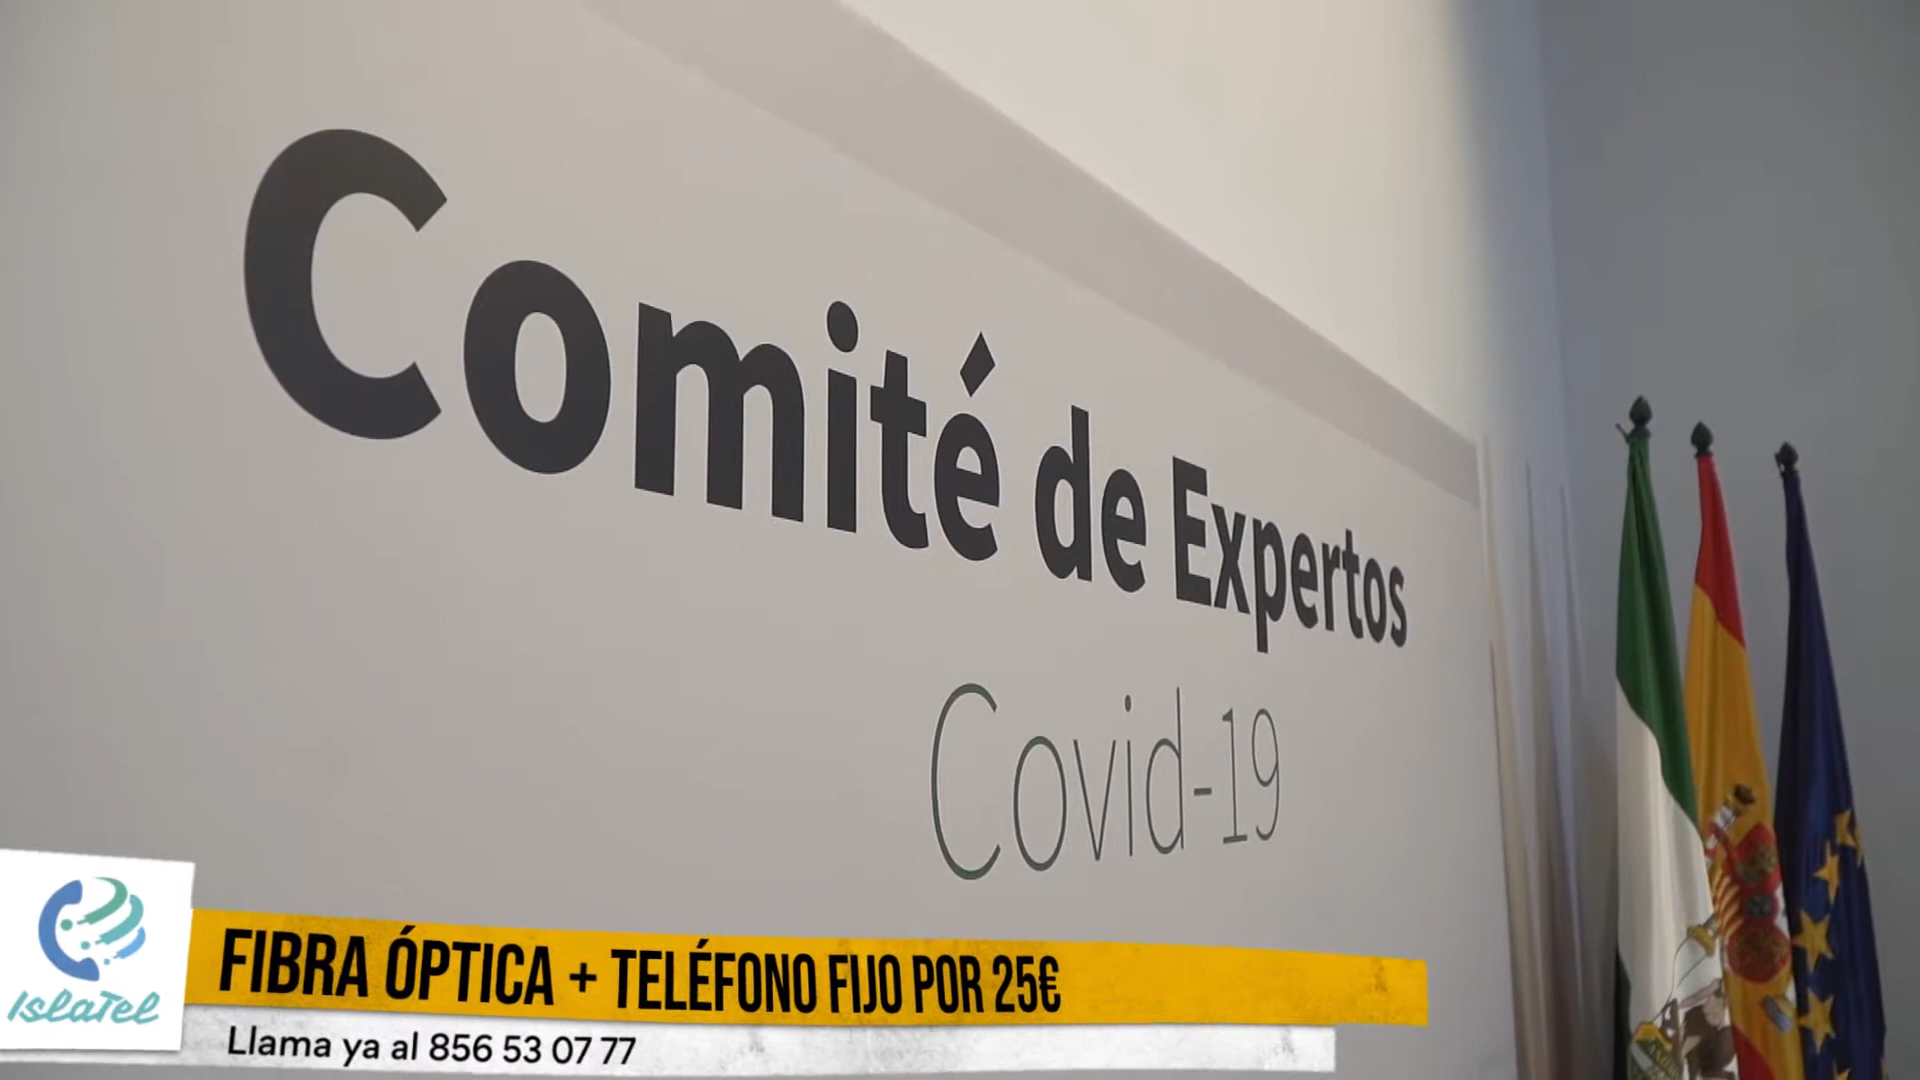 Comité de Expertos
Covid-19
FIBRA ÓPTICA + TELÉFONO FIJO POR 25€
Llama ya al 856 53 07 77
IslaTel